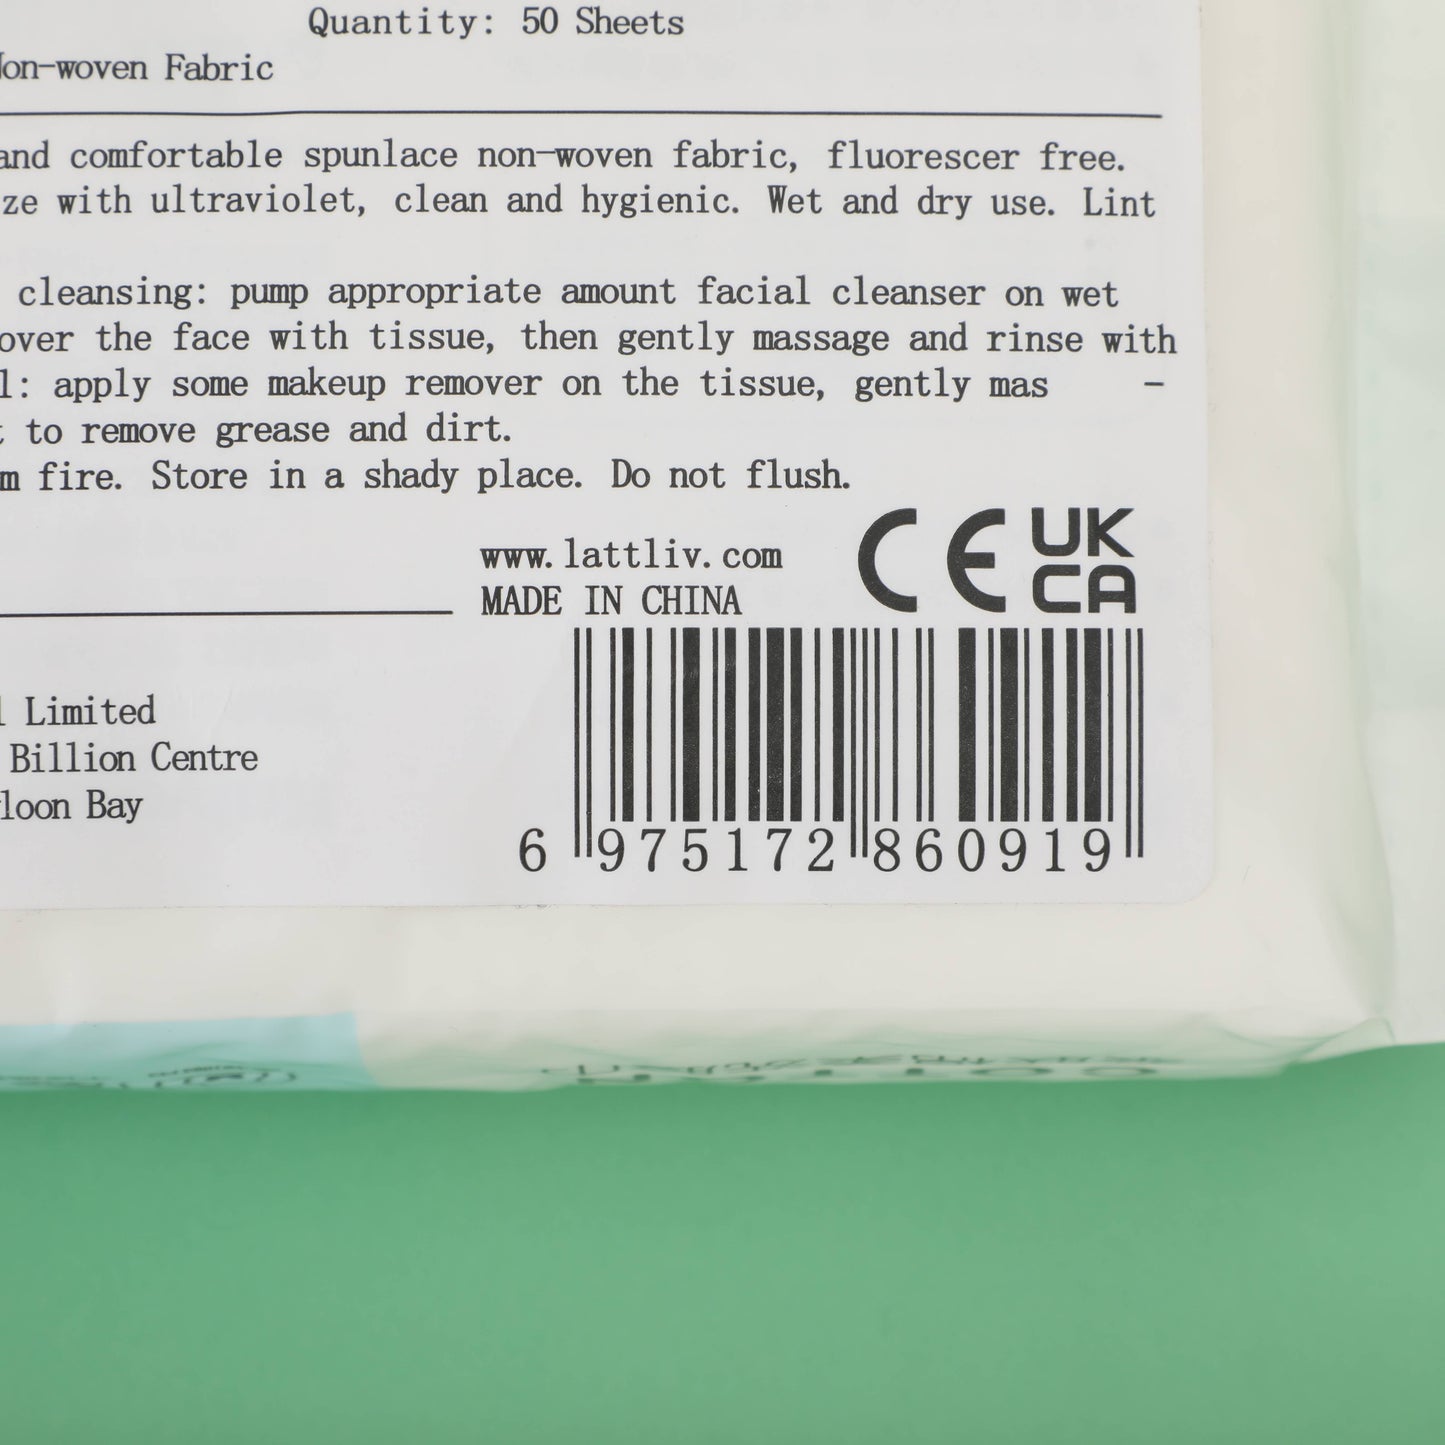 Quantity: 50 Sheets
Non-woven Fabric
and comfortable spunlace non-woven fabric, fluorescer free.
ze with ultraviolet, clean and hygienic. Wet and dry use. Lint
cleansing: pump appropriate amount facial cleanser on wet
over the face with tissue, then gently massage and rinse with
l: apply some makeup remover on the tissue, gently mas -
t to remove grease and dirt.
m fire. Store in a shady place. Do not flush.
CE UK CA
www.lattliv.com
MADE IN CHINA
l Limited
Billion Centre
loon Bay
6 975172 860919